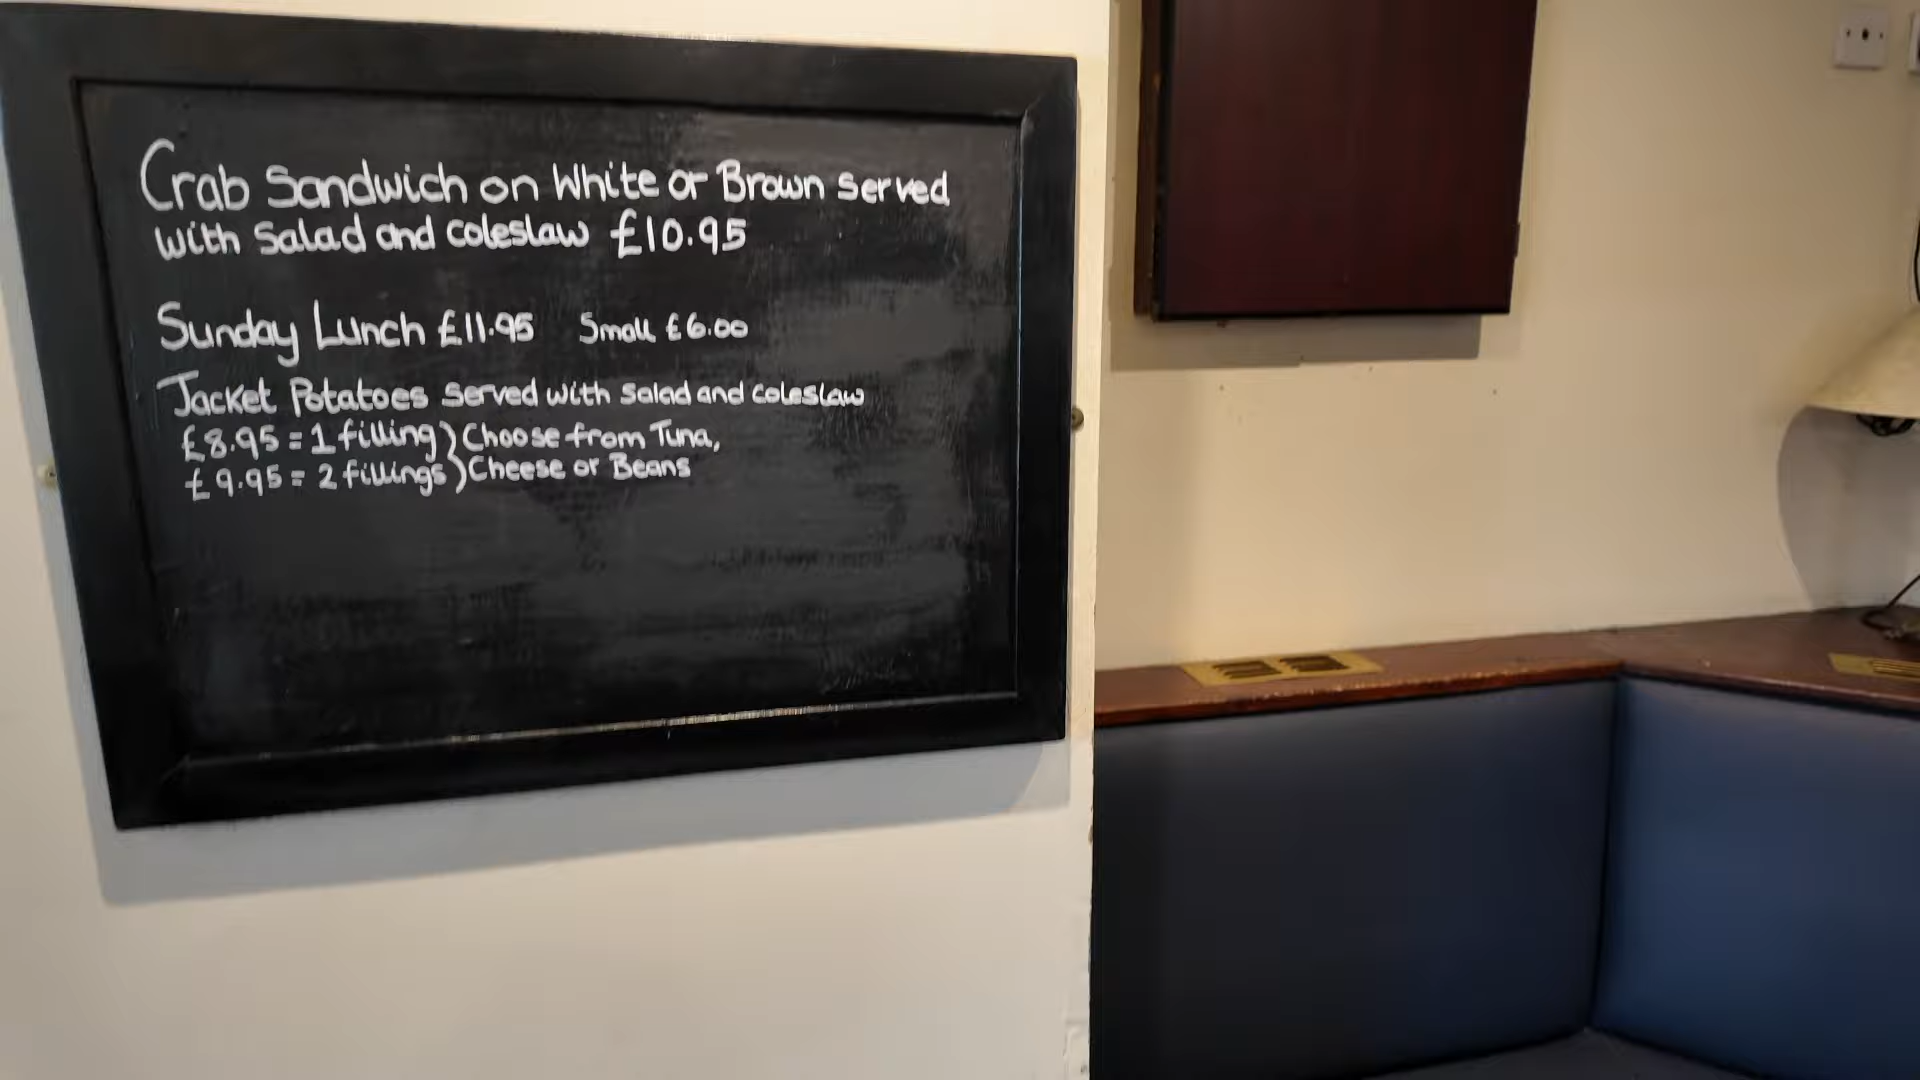 Crab Sandwich on White or Brown served
with Salad and coleslaw £10.95
Sunday Lunch £11.95 Small £6.00
Jacket Potatoes served with salad and coleslaw
£8.95 = 1 filling) Choose from Tuna,
£9.95 = 2 fillings) Cheese or Beans